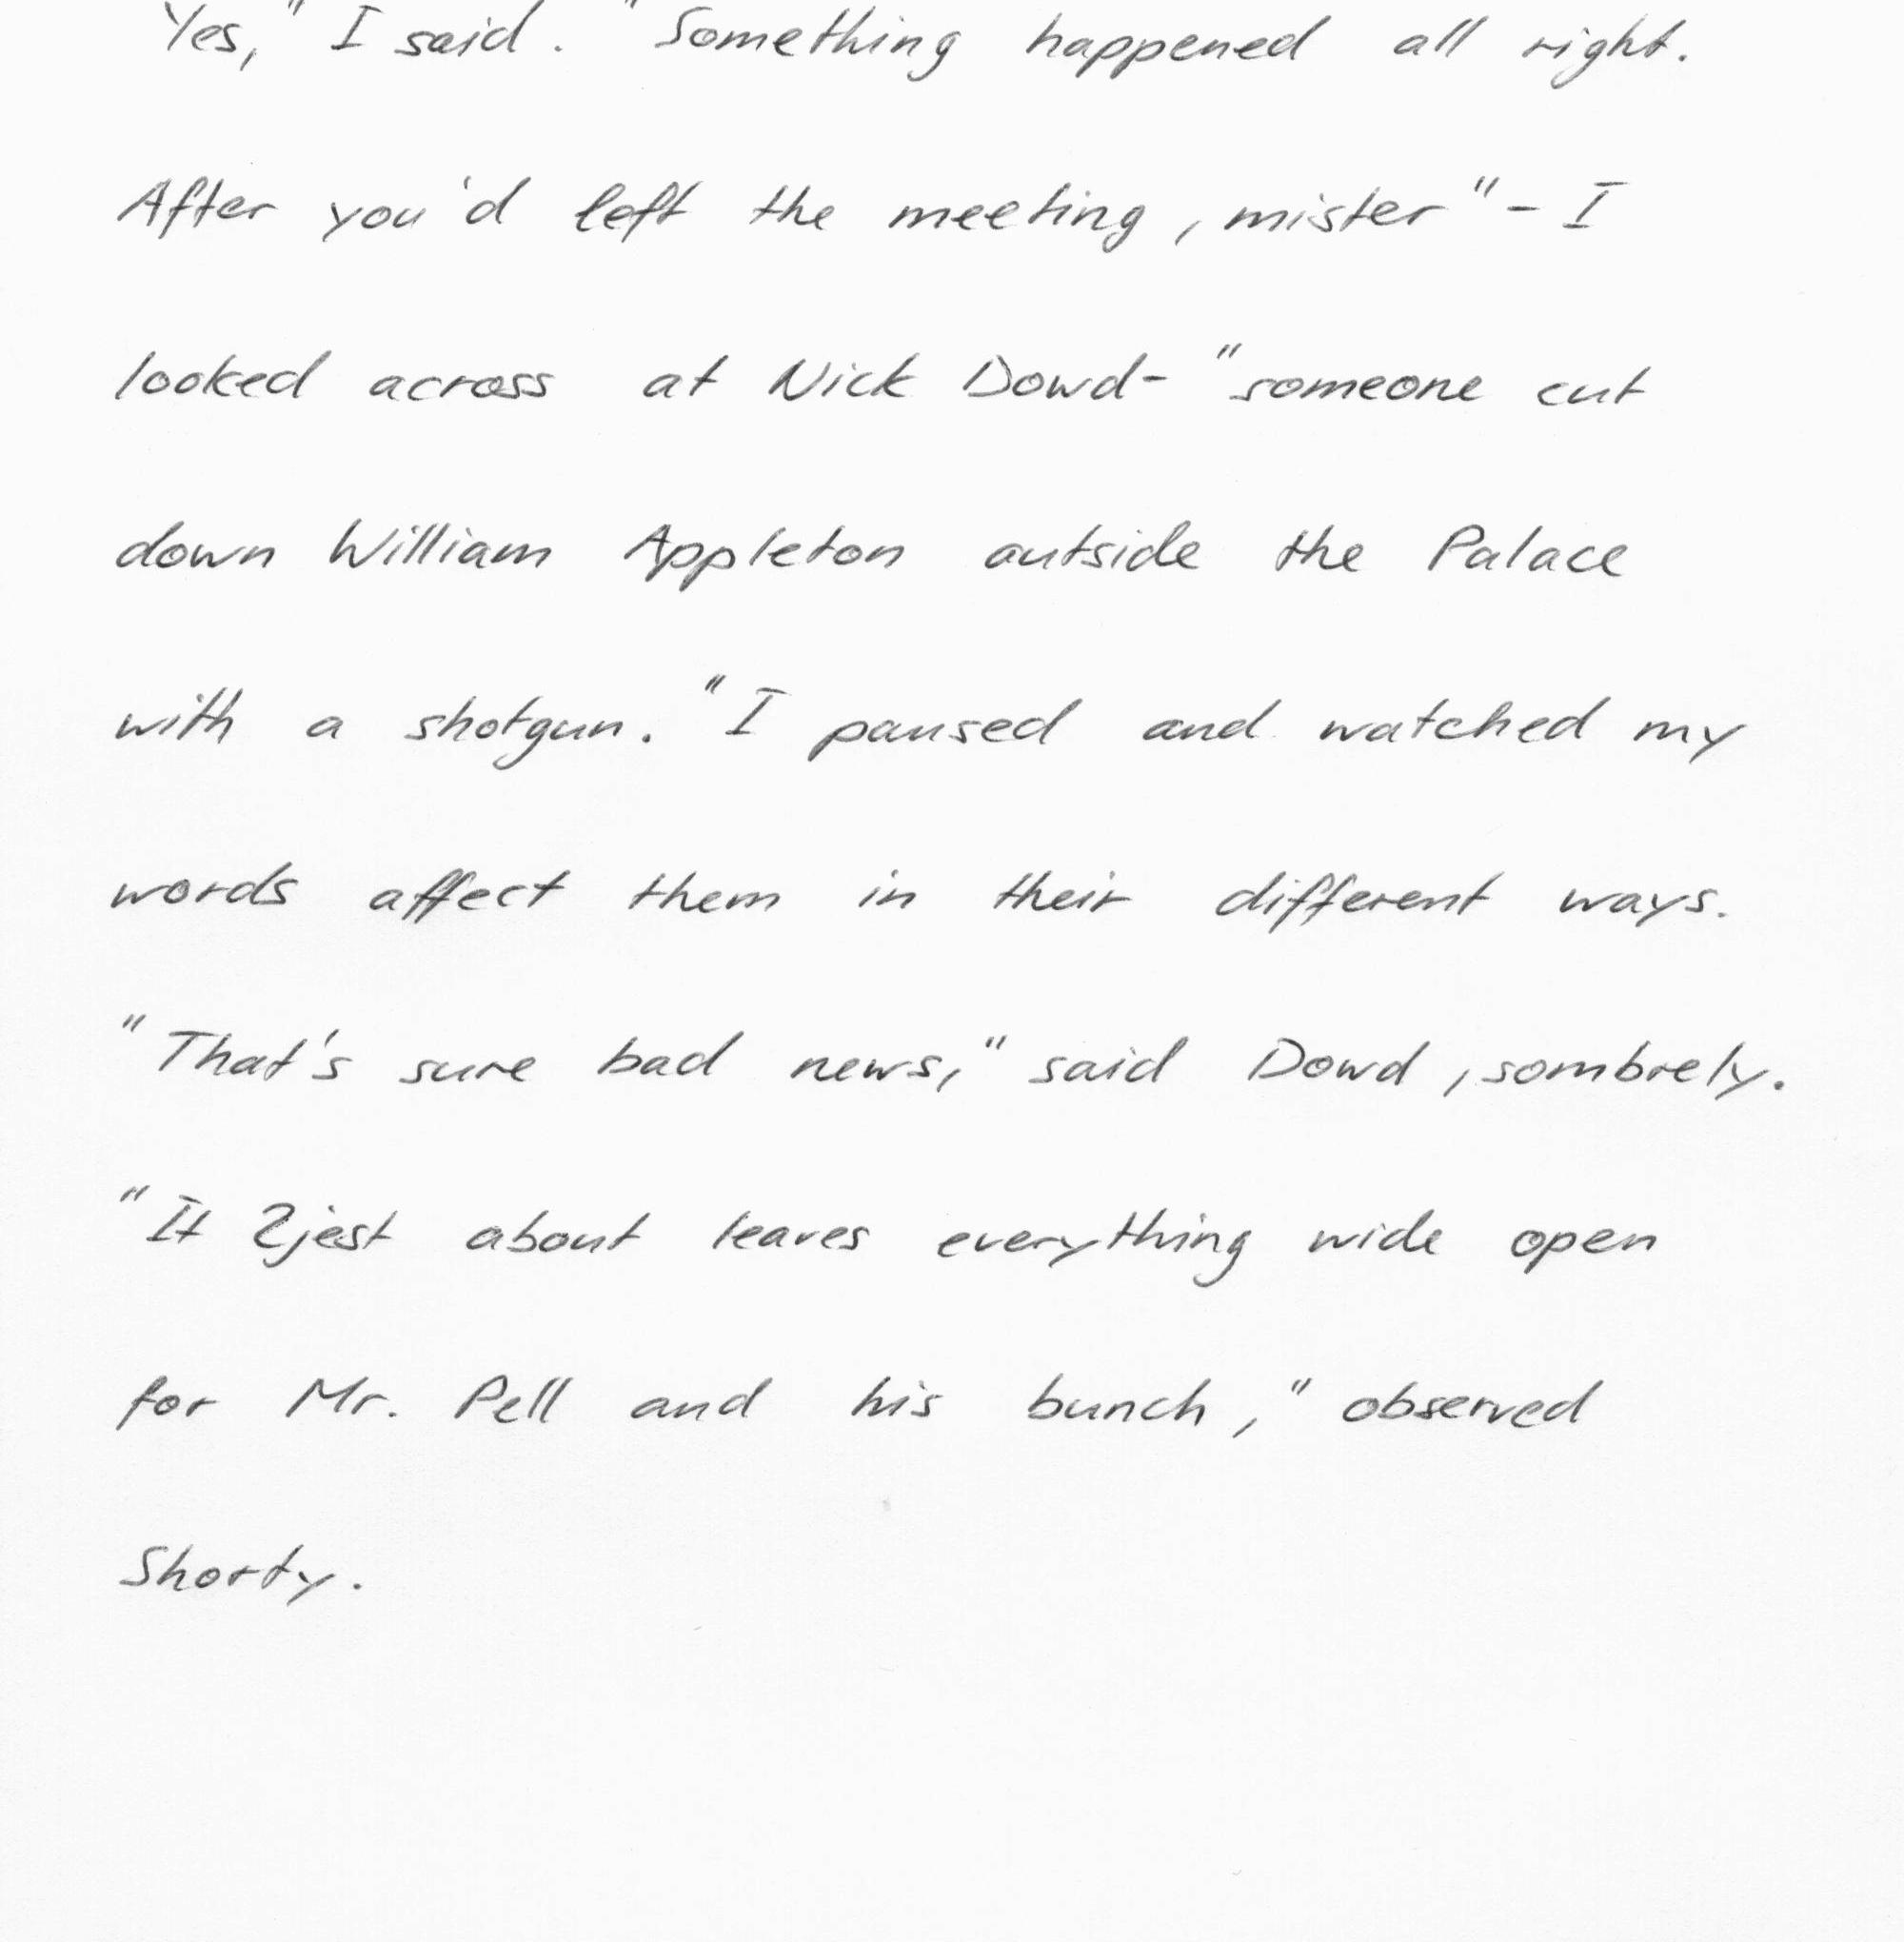 Yes," I said. "Something happened all right.
After you'd left the meeting, mister" - I
looked across at Nick Dowd - "someone cut
down William Appleton outside the Palace
with a shotgun." I paused and watched my
words affect them in their different ways.
"That's sure bad news," said Dowd, sombrely.
"It 2jest about leaves everything wide open
for Mr. Pell and his bunch," observed
Shorty.